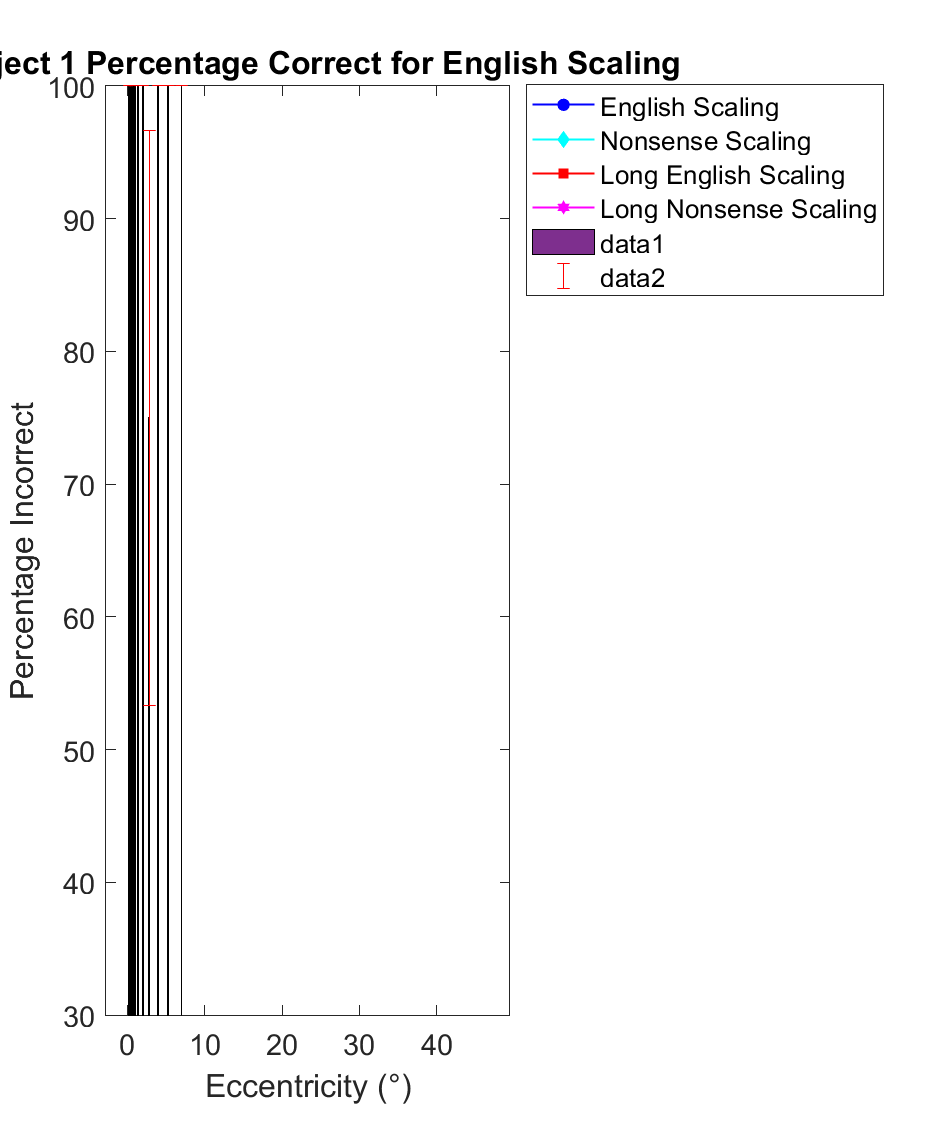 ject 1 Percentage Correct for English Scaling
100
90
80
70
60
50
40
30
Percentage Incorrect
0 10 20 30 40
Eccentricity (°)
English Scaling
Nonsense Scaling
Long English Scaling
Long Nonsense Scaling
data1
data2